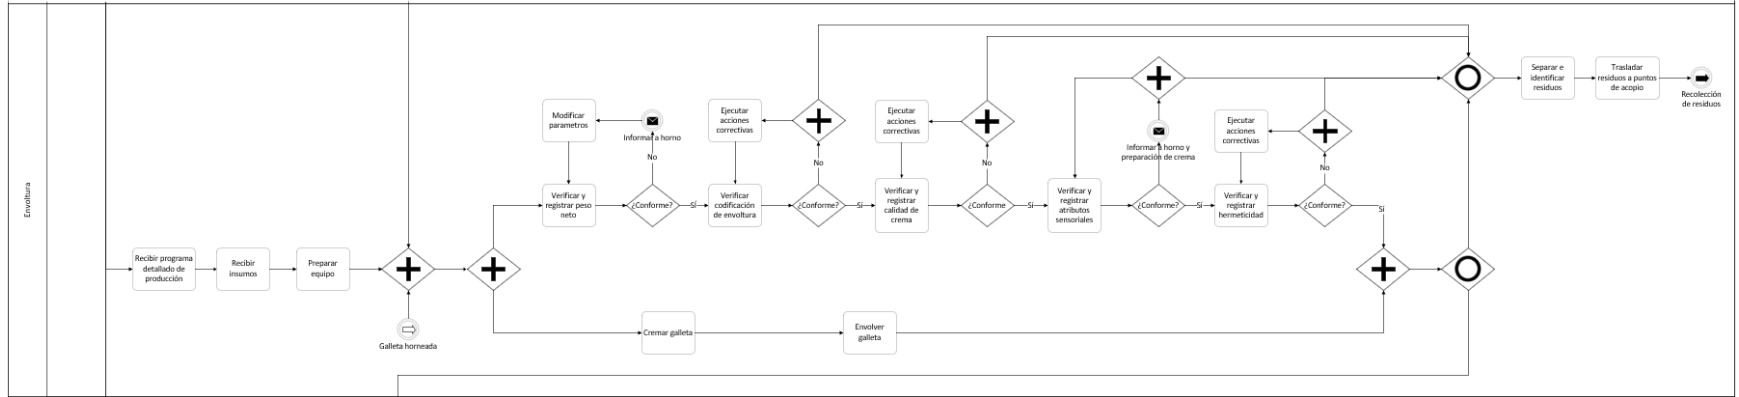 Envoltura
Recibir programa
detallado de
producción
Recibir
insumos
Preparar
equipo
Galleta horneada
Modificar
parametros
Informar a horno
No
Verificar y
registrar peso
neto
¿Conforme?
Sí
Ejecutar
acciones
correctivas
No
Verificar
codificación
de envoltura
¿Conforme?
Sí
Ejecutar
acciones
correctivas
No
Verificar y
registrar
calidad de
crema
¿Conforme
Sí
Informar a horno y
preparación de crema
Verificar y
registrar
atributos
sensoriales
¿Conforme?
Sí
Ejecutar
acciones
correctivas
No
Verificar y
registrar
hermeticidad
¿Conforme?
Sí
Cremar galleta
Envolver
galleta
Separar e
identificar
residuos
Trasladar
residuos a puntos
de acopio
Recolección
de residuos